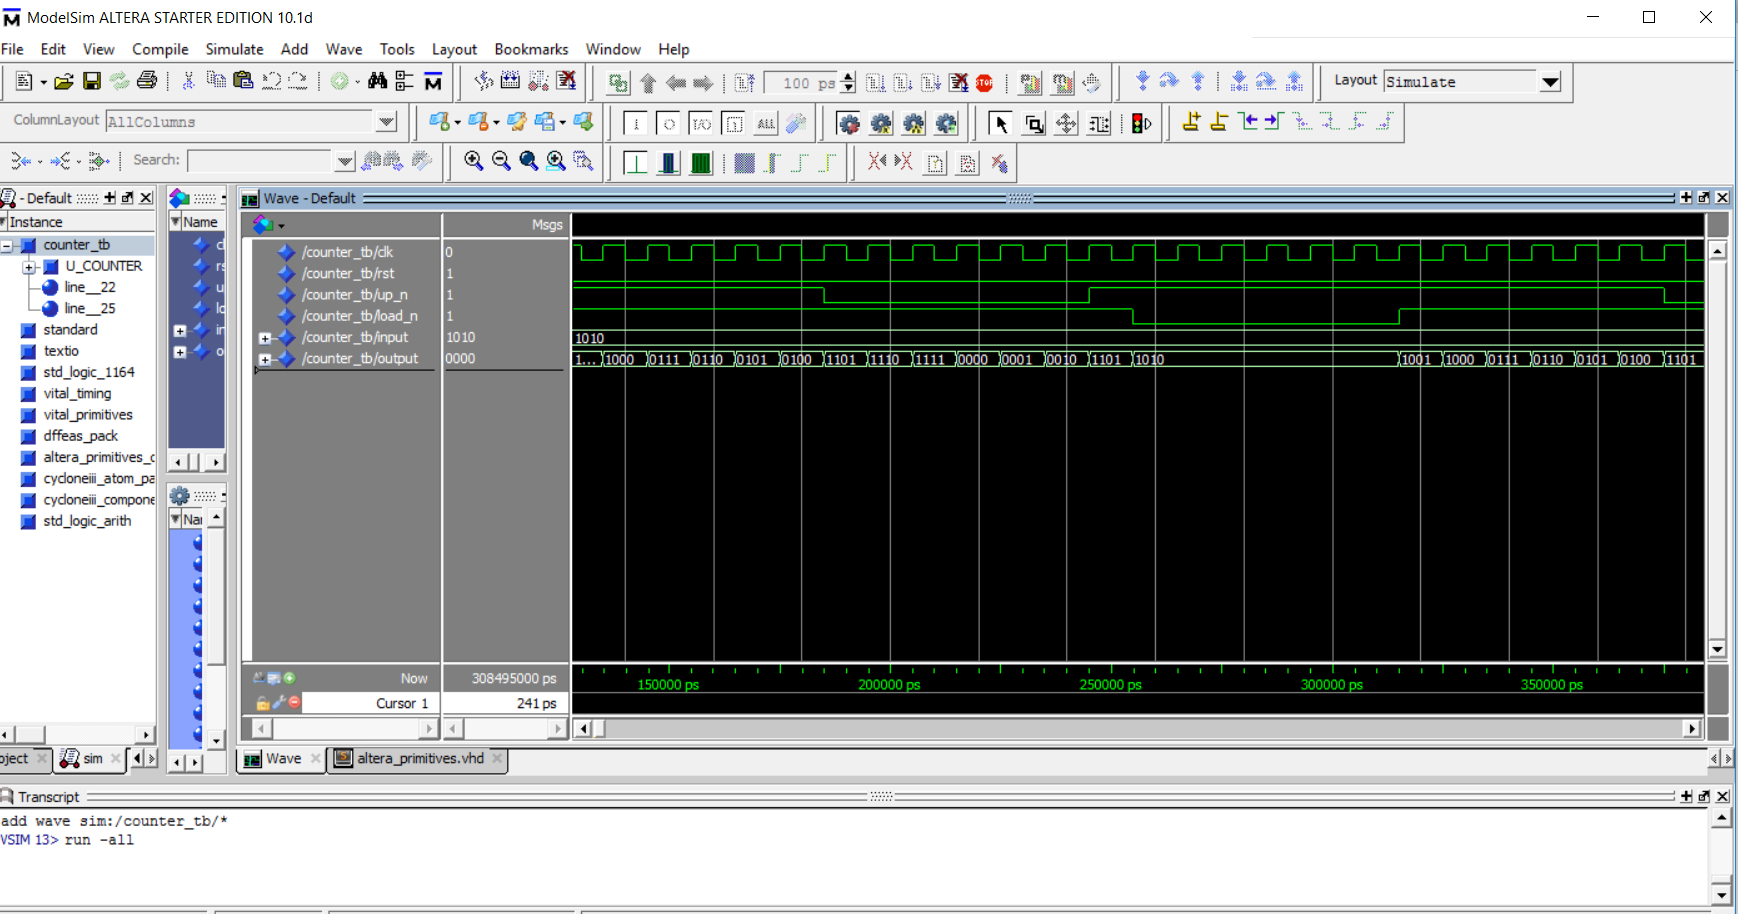 ModelSim ALTERA STARTER EDITION 10.1d
File Edit View Compile Simulate Add Wave Tools Layout Bookmarks Window Help
100 ps
STOP
Layout Simulate
ColumnLayout AllColumns
ALL
Search:
- Default
Wave - Default
Instance
Name
Msgs
counter_tb
U_COUNTER
line__22
line__25
standard
textio
std_logic_1164
vital_timing
vital_primitives
dffeas_pack
altera_primitives_c
cycloneiii_atom_pa
cycloneiii_compone
std_logic_arith
/counter_tb/clk 0
/counter_tb/rst 1
/counter_tb/up_n 1
/counter_tb/load_n 1
/counter_tb/input 1010 1010
/counter_tb/output 0000 1... 1000 0111 0110 0101 0100 1101 1110 1111 0000 0001 0010 1101 1010 1001 1000 0111 0110 0101 0100 1101
Now 308495000 ps
150000 ps 200000 ps 250000 ps 300000 ps 350000 ps
Cursor 1 241 ps
oject sim Wave altera_primitives.vhd
Transcript
add wave sim:/counter_tb/*
VSIM 13> run -all